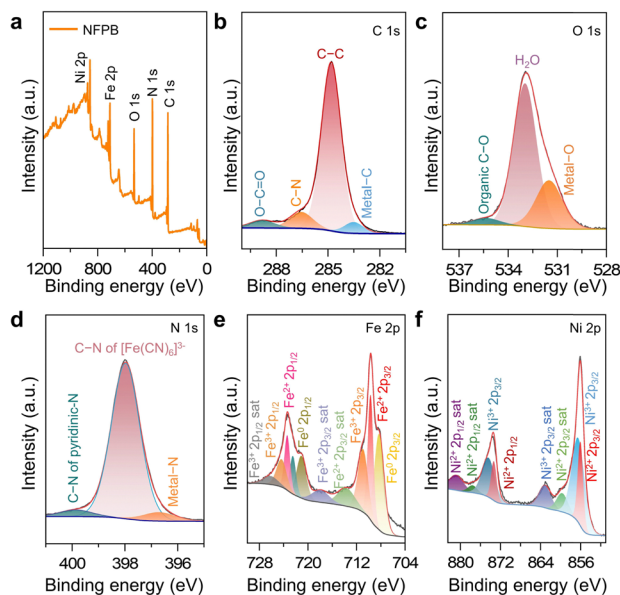 a
NFPB
Ni 2p
Fe 2p
O 1s
N 1s
C 1s
Intensity (a.u.)
1200 800 400 0
Binding energy (eV)
b
C 1s
C−C
O−C=O
C−N
Metal−C
Intensity (a.u.)
288 285 282
Binding energy (eV)
c
O 1s
H₂O
Organic C−O
Metal−O
Intensity (a.u.)
537 534 531 528
Binding energy (eV)
d
N 1s
C−N of [Fe(CN)₆]³⁻
C−N of pyridinic-N
Metal−N
Intensity (a.u.)
400 398 396
Binding energy (eV)
e
Fe 2p
Fe³⁺ 2p₁/₂ sat
Fe³⁺ 2p₁/₂
Fe²⁺ 2p₁/₂
Fe⁰ 2p₁/₂
Fe³⁺ 2p₃/₂ sat
Fe²⁺ 2p₃/₂ sat
Fe³⁺ 2p₃/₂
Fe²⁺ 2p₃/₂
Fe⁰ 2p₃/₂
Intensity (a.u.)
728 720 712 704
Binding energy (eV)
f
Ni 2p
Ni³⁺ 2p₁/₂ sat
Ni²⁺ 2p₁/₂ sat
Ni³⁺ 2p₁/₂
Ni²⁺ 2p₁/₂
Ni³⁺ 2p₃/₂ sat
Ni²⁺ 2p₃/₂ sat
Ni³⁺ 2p₃/₂
Ni²⁺ 2p₃/₂
Intensity (a.u.)
880 872 864 856
Binding energy (eV)